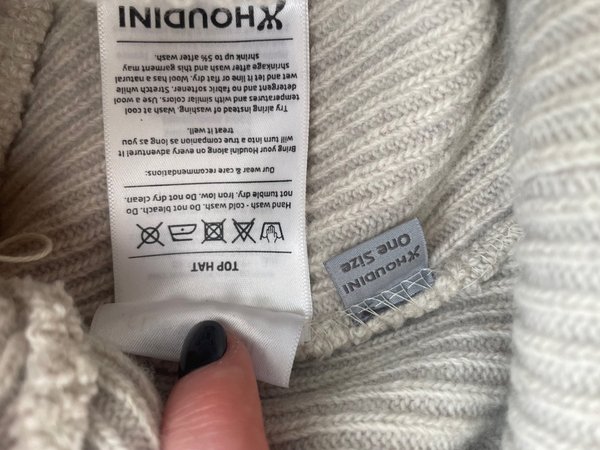 TOP HAT
Hand wash - cold wash. Do not bleach. Do
not tumble dry. Iron low. Do not dry clean.
Our wear & care recommendations:
Bring your Houdini along on every adventure! It
will turn into a true companion as long as you
treat it well.
Try airing instead of washing. Wash at cool
temperatures and with similar colors. Use a wool
detergent and no fabric softener. Stretch while
wet and let it line or flat dry. Wool has a natural
shrinkage after wash and this garment may
shrink up to 5% after wash.
HOUDINI
HOUDINI
One Size